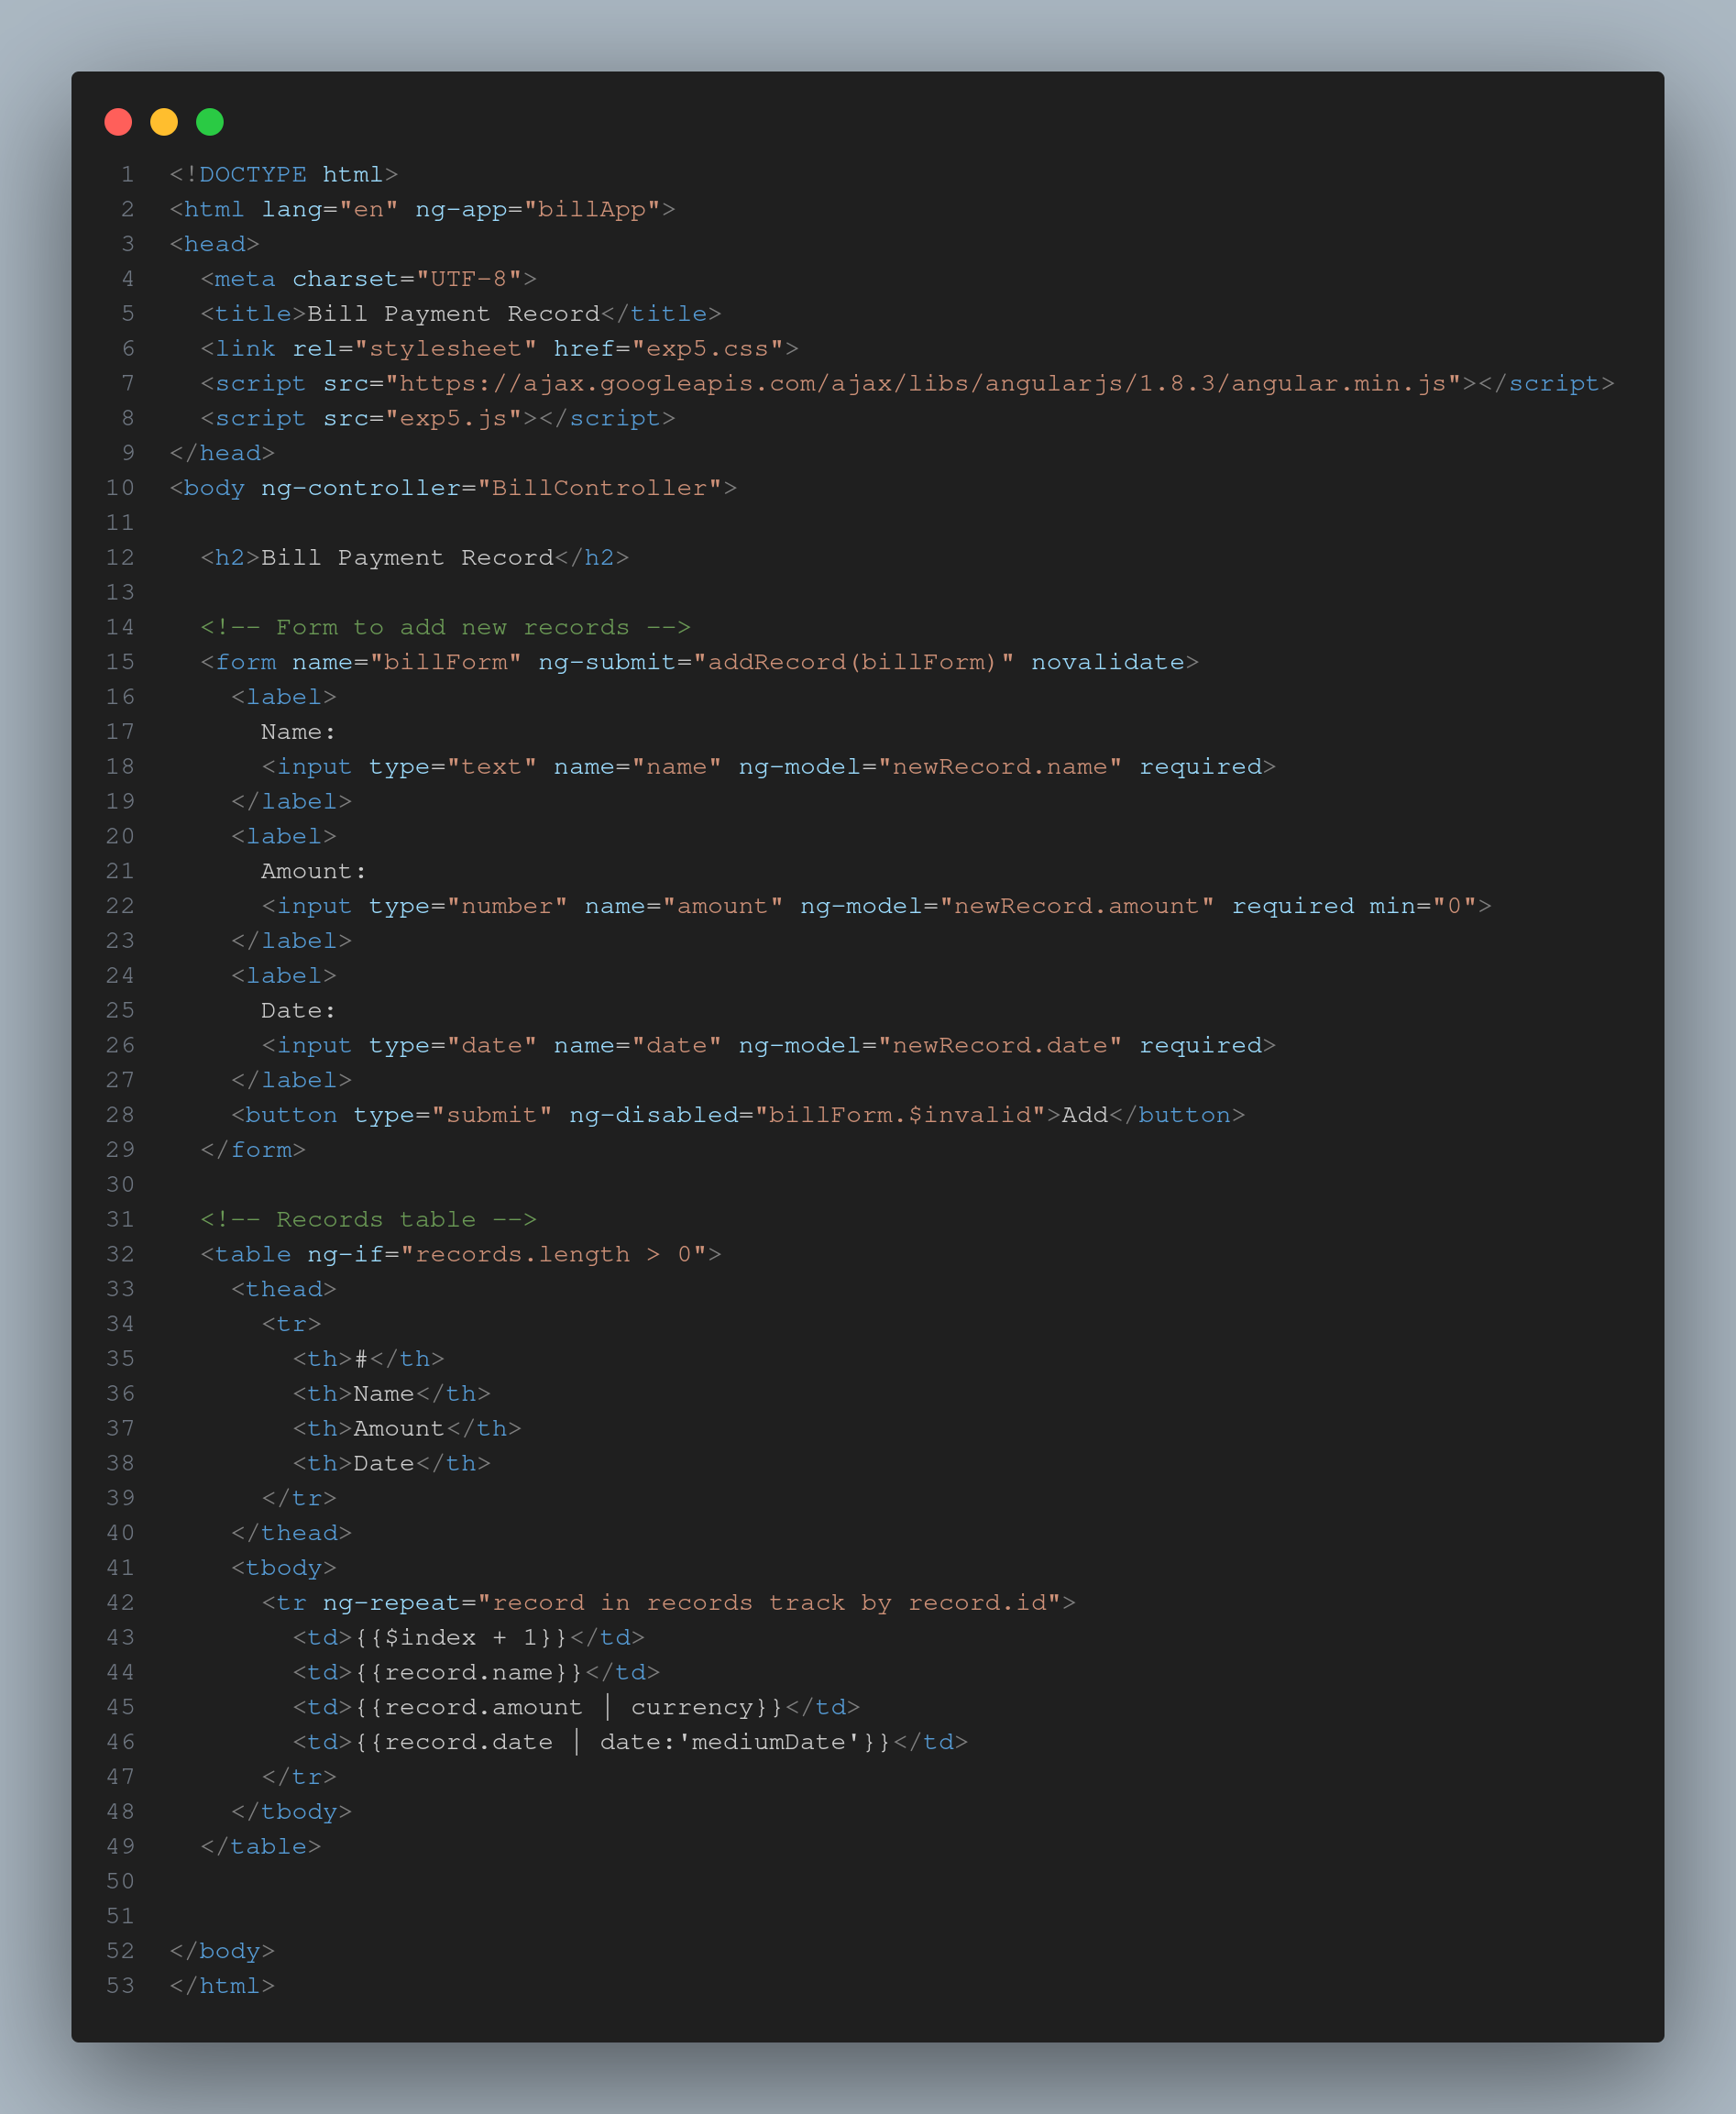 1 <!DOCTYPE html>
2 <html lang="en" ng-app="billApp">
3 <head>
4   <meta charset="UTF-8">
5   <title>Bill Payment Record</title>
6   <link rel="stylesheet" href="exp5.css">
7   <script src="https://ajax.googleapis.com/ajax/libs/angularjs/1.8.3/angular.min.js"></script>
8   <script src="exp5.js"></script>
9 </head>
10 <body ng-controller="BillController">
11
12   <h2>Bill Payment Record</h2>
13
14   <!-- Form to add new records -->
15   <form name="billForm" ng-submit="addRecord(billForm)" novalidate>
16     <label>
17       Name:
18       <input type="text" name="name" ng-model="newRecord.name" required>
19     </label>
20     <label>
21       Amount:
22       <input type="number" name="amount" ng-model="newRecord.amount" required min="0">
23     </label>
24     <label>
25       Date:
26       <input type="date" name="date" ng-model="newRecord.date" required>
27     </label>
28     <button type="submit" ng-disabled="billForm.$invalid">Add</button>
29   </form>
30
31   <!-- Records table -->
32   <table ng-if="records.length > 0">
33     <thead>
34       <tr>
35         <th>#</th>
36         <th>Name</th>
37         <th>Amount</th>
38         <th>Date</th>
39       </tr>
40     </thead>
41     <tbody>
42       <tr ng-repeat="record in records track by record.id">
43         <td>{{$index + 1}}</td>
44         <td>{{record.name}}</td>
45         <td>{{record.amount | currency}}</td>
46         <td>{{record.date | date:'mediumDate'}}</td>
47       </tr>
48     </tbody>
49   </table>
50
51
52 </body>
53 </html>